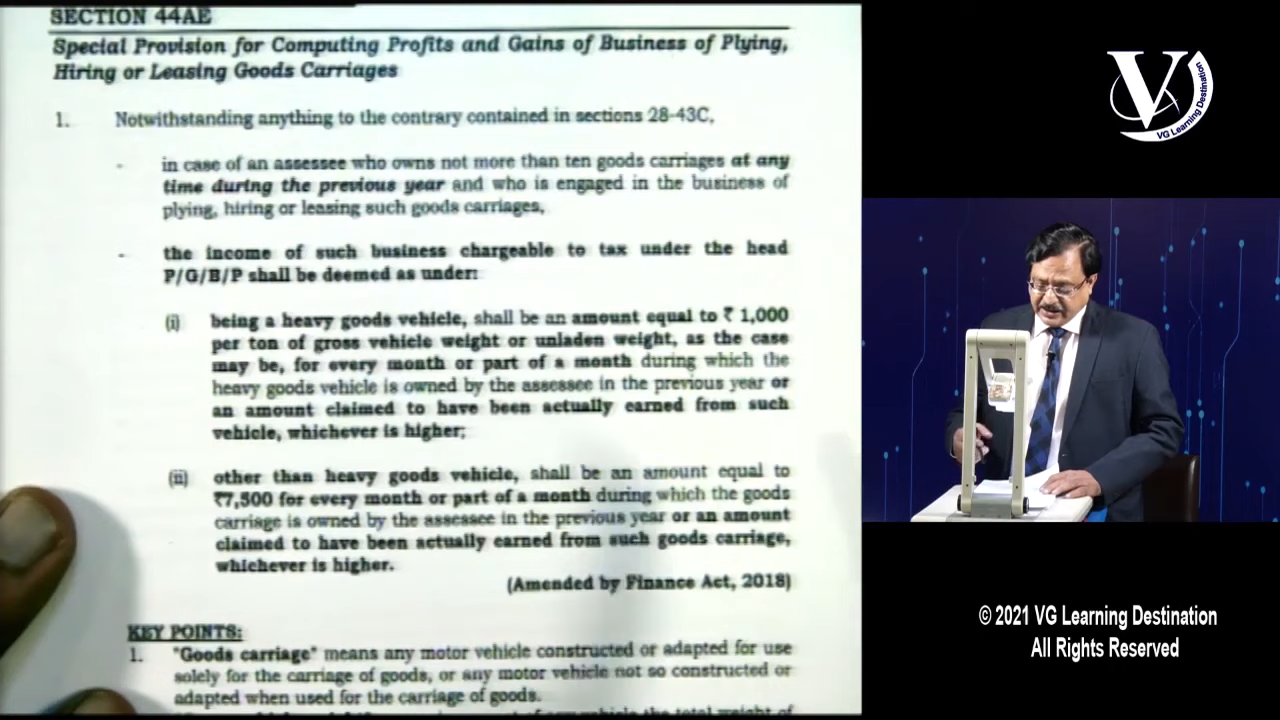 SECTION 44AE
Special Provision for Computing Profits and Gains of Business of Plying,
Hiring or Leasing Goods Carriages
1. Notwithstanding anything to the contrary contained in sections 28-43C,
- in case of an assessee who owns not more than ten goods carriages at any
time during the previous year and who is engaged in the business of
plying, hiring or leasing such goods carriages,
- the income of such business chargeable to tax under the head
P/G/B/P shall be deemed as under:
(i) being a heavy goods vehicle, shall be an amount equal to ₹ 1,000
per ton of gross vehicle weight or unladen weight, as the case
may be, for every month or part of a month during which the
heavy goods vehicle is owned by the assessee in the previous year or
an amount claimed to have been actually earned from such
vehicle, whichever is higher;
(ii) other than heavy goods vehicle, shall be an amount equal to
₹7,500 for every month or part of a month during which the goods
carriage is owned by the assessee in the previous year or an amount
claimed to have been actually earned from such goods carriage,
whichever is higher.
(Amended by Finance Act, 2018)
KEY POINTS:
1. "Goods carriage" means any motor vehicle constructed or adapted for use
solely for the carriage of goods, or any motor vehicle not so constructed or
adapted when used for the carriage of goods.
V
VG Learning Destination
© 2021 VG Learning Destination
All Rights Reserved